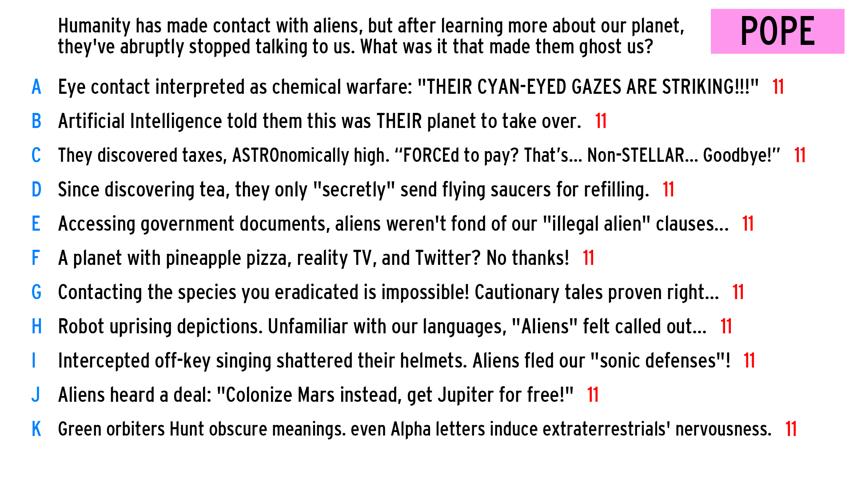 Humanity has made contact with aliens, but after learning more about our planet,
they've abruptly stopped talking to us. What was it that made them ghost us?
POPE
A Eye contact interpreted as chemical warfare: "THEIR CYAN-EYED GAZES ARE STRIKING!!!" 11
B Artificial Intelligence told them this was THEIR planet to take over. 11
C They discovered taxes, ASTROnomically high. “FORCEd to pay? That’s... Non-STELLAR... Goodbye!” 11
D Since discovering tea, they only "secretly" send flying saucers for refilling. 11
E Accessing government documents, aliens weren't fond of our "illegal alien" clauses... 11
F A planet with pineapple pizza, reality TV, and Twitter? No thanks! 11
G Contacting the species you eradicated is impossible! Cautionary tales proven right... 11
H Robot uprising depictions. Unfamiliar with our languages, "Aliens" felt called out... 11
I Intercepted off-key singing shattered their helmets. Aliens fled our "sonic defenses"! 11
J Aliens heard a deal: "Colonize Mars instead, get Jupiter for free!" 11
K Green orbiters Hunt obscure meanings. even Alpha letters induce extraterrestrials' nervousness. 11